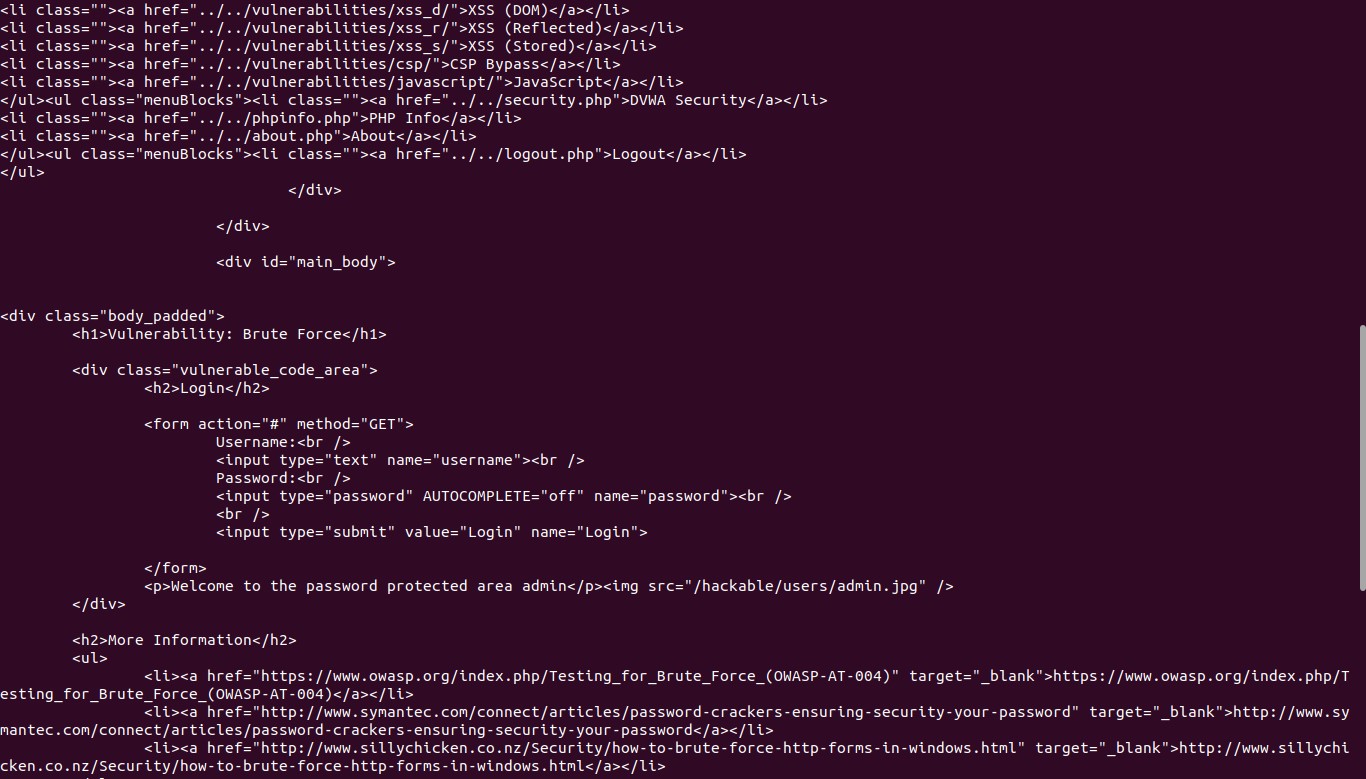 <li class=""><a href="../../vulnerabilities/xss_d/">XSS (DOM)</a></li>
<li class=""><a href="../../vulnerabilities/xss_r/">XSS (Reflected)</a></li>
<li class=""><a href="../../vulnerabilities/xss_s/">XSS (Stored)</a></li>
<li class=""><a href="../../vulnerabilities/csp/">CSP Bypass</a></li>
<li class=""><a href="../../vulnerabilities/javascript/">JavaScript</a></li>
</ul><ul class="menuBlocks"><li class=""><a href="../../security.php">DVWA Security</a></li>
<li class=""><a href="../../phpinfo.php">PHP Info</a></li>
<li class=""><a href="../../about.php">About</a></li>
</ul><ul class="menuBlocks"><li class=""><a href="../../logout.php">Logout</a></li>
</ul>
</div>
</div>
<div id="main_body">
<div class="body_padded">
<h1>Vulnerability: Brute Force</h1>
<div class="vulnerable_code_area">
<h2>Login</h2>
<form action="#" method="GET">
Username:<br />
<input type="text" name="username"><br />
Password:<br />
<input type="password" AUTOCOMPLETE="off" name="password"><br />
<br />
<input type="submit" value="Login" name="Login">
</form>
<p>Welcome to the password protected area admin</p><img src="/hackable/users/admin.jpg" />
</div>
<h2>More Information</h2>
<ul>
<li><a href="https://www.owasp.org/index.php/Testing_for_Brute_Force_(OWASP-AT-004)" target="_blank">https://www.owasp.org/index.php/T
esting_for_Brute_Force_(OWASP-AT-004)</a></li>
<li><a href="http://www.symantec.com/connect/articles/password-crackers-ensuring-security-your-password" target="_blank">http://www.sy
mantec.com/connect/articles/password-crackers-ensuring-security-your-password</a></li>
<li><a href="http://www.sillychicken.co.nz/Security/how-to-brute-force-http-forms-in-windows.html" target="_blank">http://www.sillychi
cken.co.nz/Security/how-to-brute-force-http-forms-in-windows.html</a></li>